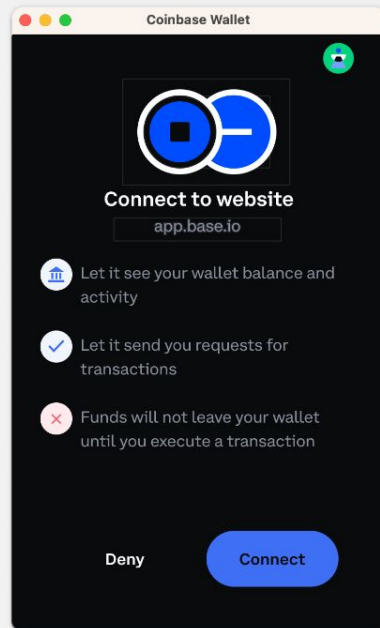 Coinbase Wallet
Connect to website
app.base.io
Let it see your wallet balance and
activity
Let it send you requests for
transactions
Funds will not leave your wallet
until you execute a transaction
Deny
Connect